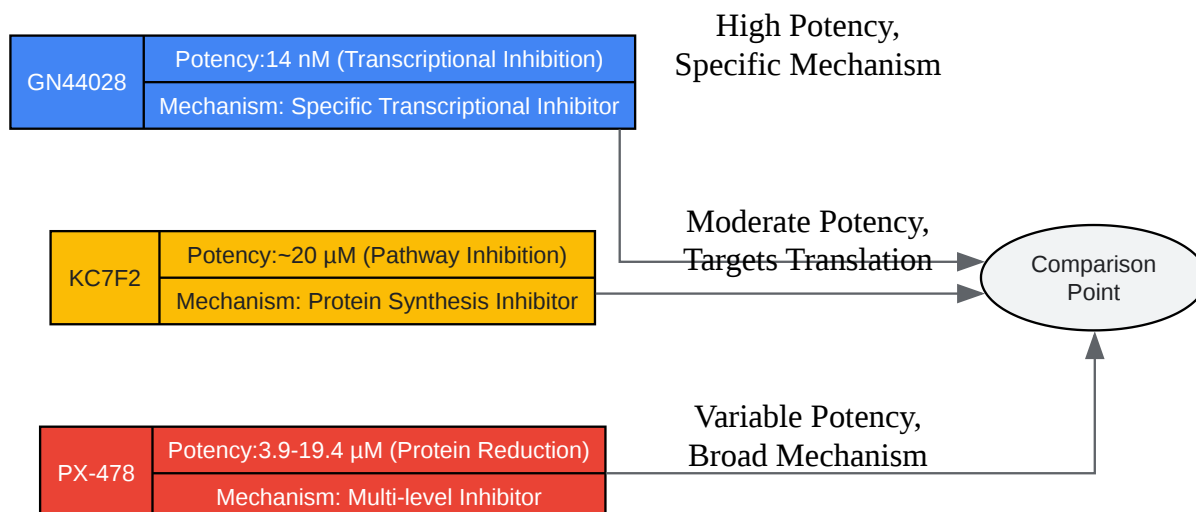 High Potency,
Specific Mechanism
GN44028
Potency:14 nM (Transcriptional Inhibition)
Mechanism: Specific Transcriptional Inhibitor
Moderate Potency,
Targets Translation
KC7F2
Potency:~20 µM (Pathway Inhibition)
Mechanism: Protein Synthesis Inhibitor
Comparison
Point
Variable Potency,
Broad Mechanism
PX-478
Potency:3.9-19.4 µM (Protein Reduction)
Mechanism: Multi-level Inhibitor